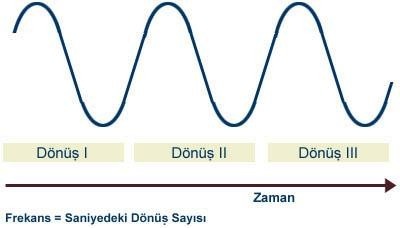 Dönüş I
Dönüş II
Dönüş III
Zaman
Frekans = Saniyedeki Dönüş Sayısı